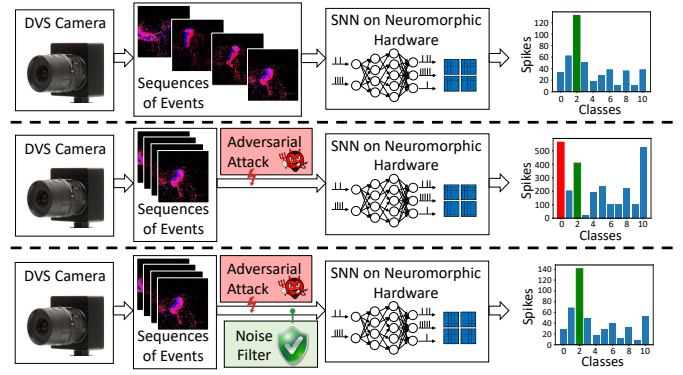 DVS Camera
Sequences
of Events
SNN on Neuromorphic
Hardware
Spikes
120
100
80
60
40
20
0
0 2 4 6 8 10
Classes
DVS Camera
Sequences
of Events
Adversarial
Attack
SNN on Neuromorphic
Hardware
Spikes
500
400
300
200
100
0
0 2 4 6 8 10
Classes
DVS Camera
Sequences
of Events
Adversarial
Attack
Noise
Filter
SNN on Neuromorphic
Hardware
Spikes
140
120
100
80
60
40
20
0
0 2 4 6 8 10
Classes